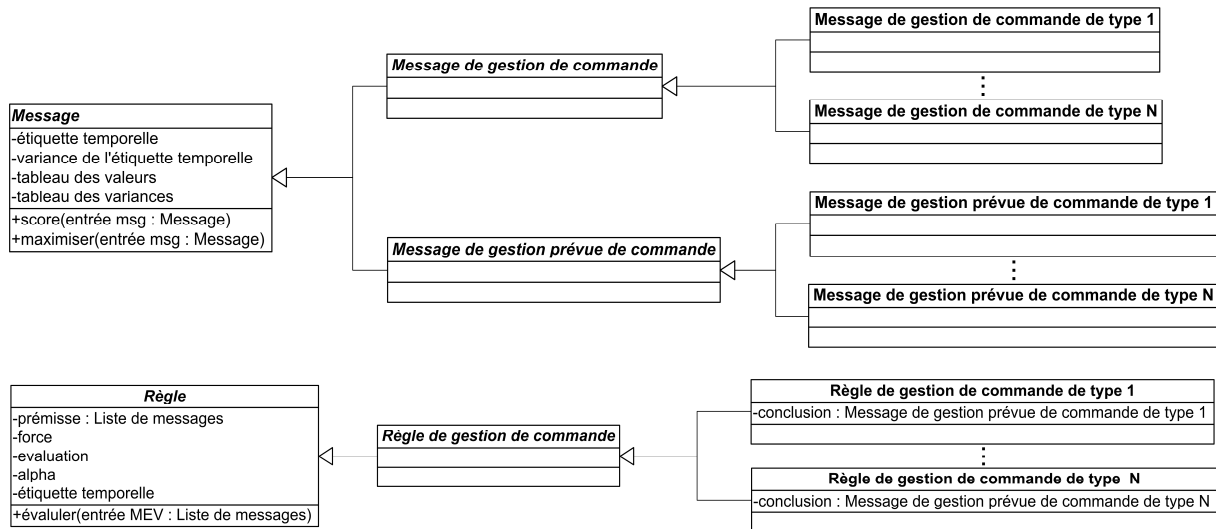 Message
-étiquette temporelle
-variance de l'étiquette temporelle
-tableau des valeurs
-tableau des variances
+score(entrée msg : Message)
+maximiser(entrée msg : Message)
Message de gestion de commande
Message de gestion de commande de type 1
Message de gestion de commande de type N
Message de gestion prévue de commande
Message de gestion prévue de commande de type 1
Message de gestion prévue de commande de type N
Règle
-prémisse : Liste de messages
-force
-evaluation
-alpha
-étiquette temporelle
+évaluler(entrée MEV : Liste de messages)
Règle de gestion de commande
Règle de gestion de commande de type 1
-conclusion : Message de gestion prévue de commande de type 1
Règle de gestion de commande de type N
-conclusion : Message de gestion prévue de commande de type N